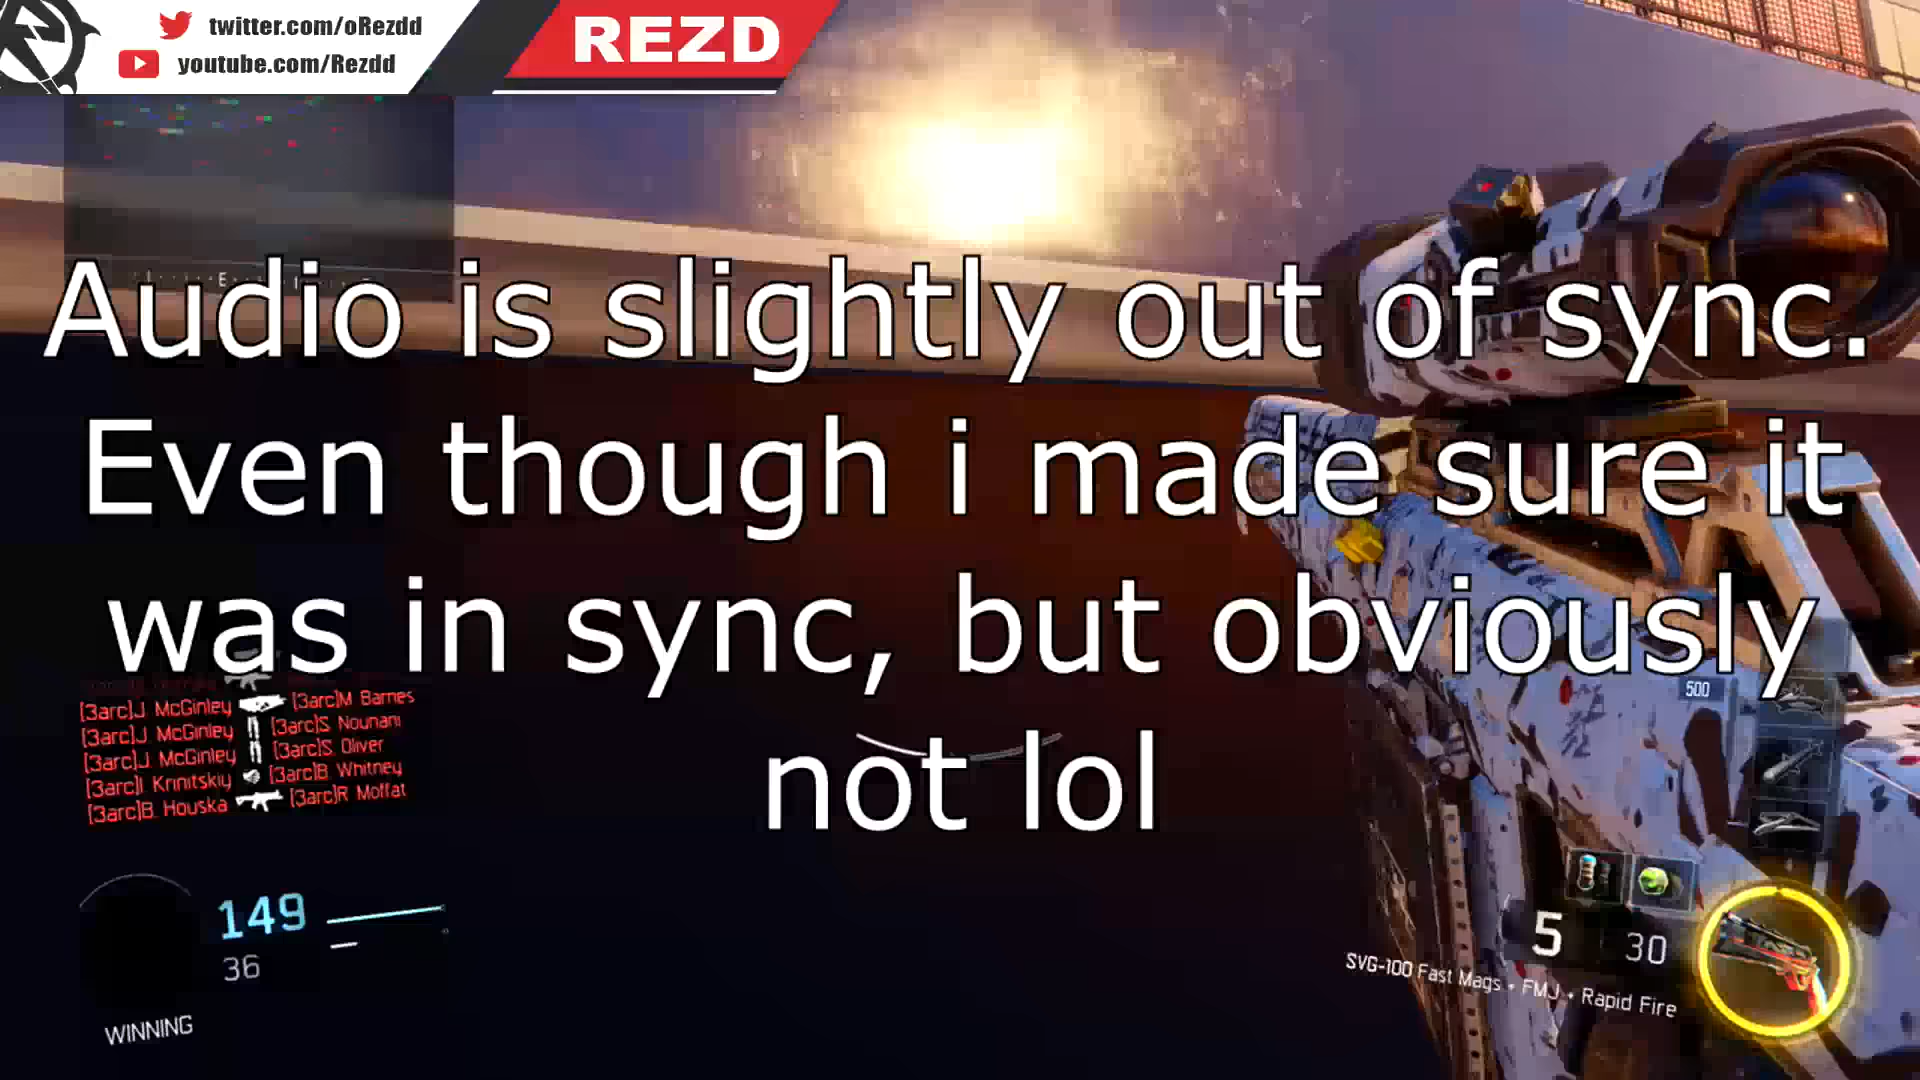 twitter.com/oRezdd
youtube.com/Rezdd
REZD
Audio is slightly out of sync.
Even though i made sure it
was in sync, but obviously
not lol
[3arc]J. McGinley [3arc]M Barnes
[3arc]J. McGinley [3arc]S. Nounani
[3arc]J. McGinley [3arc]S. Oliver
[3arc]I. Krinitskiy [3arc]B. Whitney
[3arc]B. Houska [3arc]R Moffat
149
36
WINNING
500
5
30
SVG-100 Fast Mags • FMJ • Rapid Fire